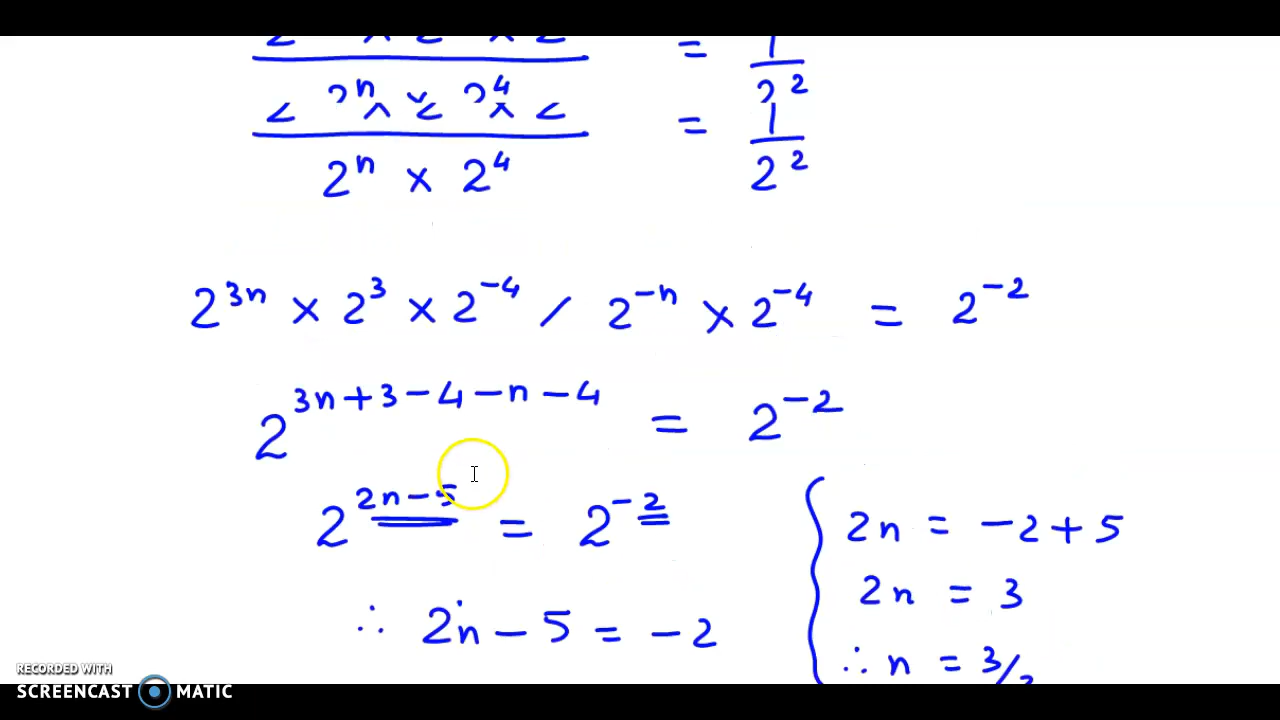 = 1/2²
2ⁿ × 2⁴ = 1/2²
2³ⁿ × 2³ × 2⁻⁴ / 2⁻ⁿ × 2⁻⁴ = 2⁻²
2³ⁿ⁺³⁻⁴⁻ⁿ⁻⁴ = 2⁻²
2²ⁿ⁻⁵ = 2⁻²
2n = -2 + 5
2n = 3
∴ 2n - 5 = -2
∴ n = 3/2
RECORDED WITH
SCREENCAST MATIC